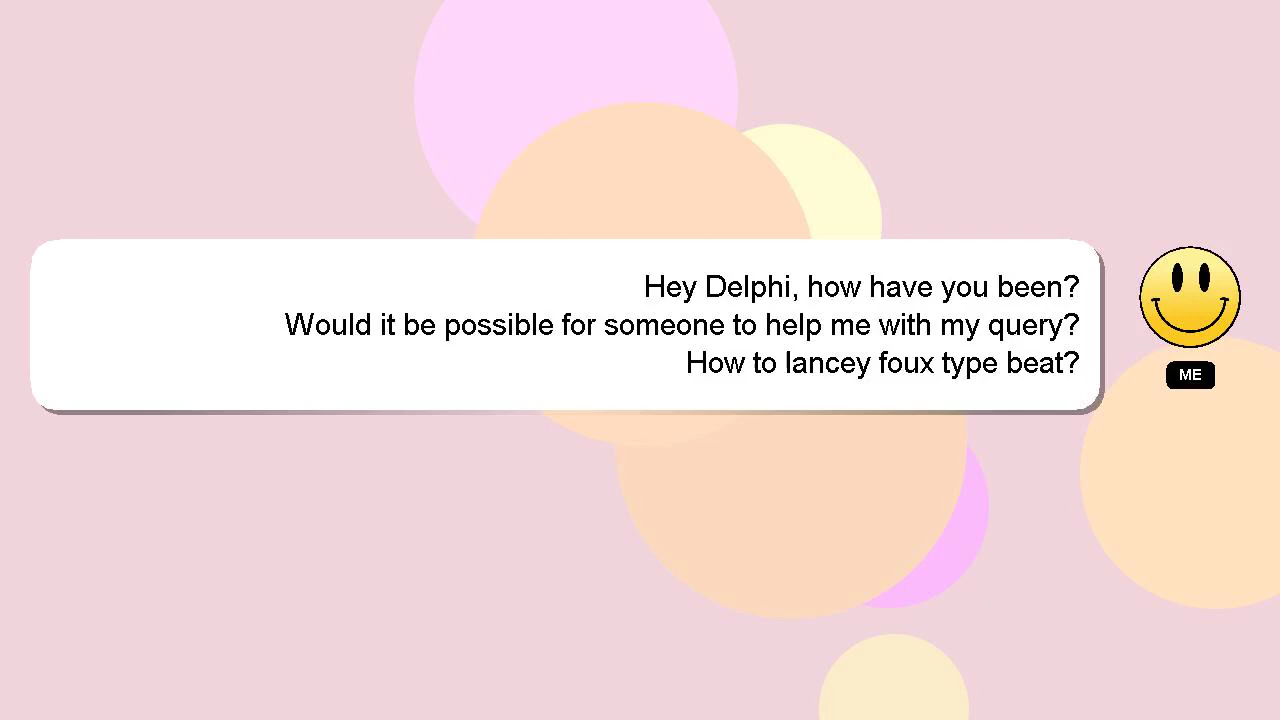 Hey Delphi, how have you been?
Would it be possible for someone to help me with my query?
How to lancey foux type beat?
ME